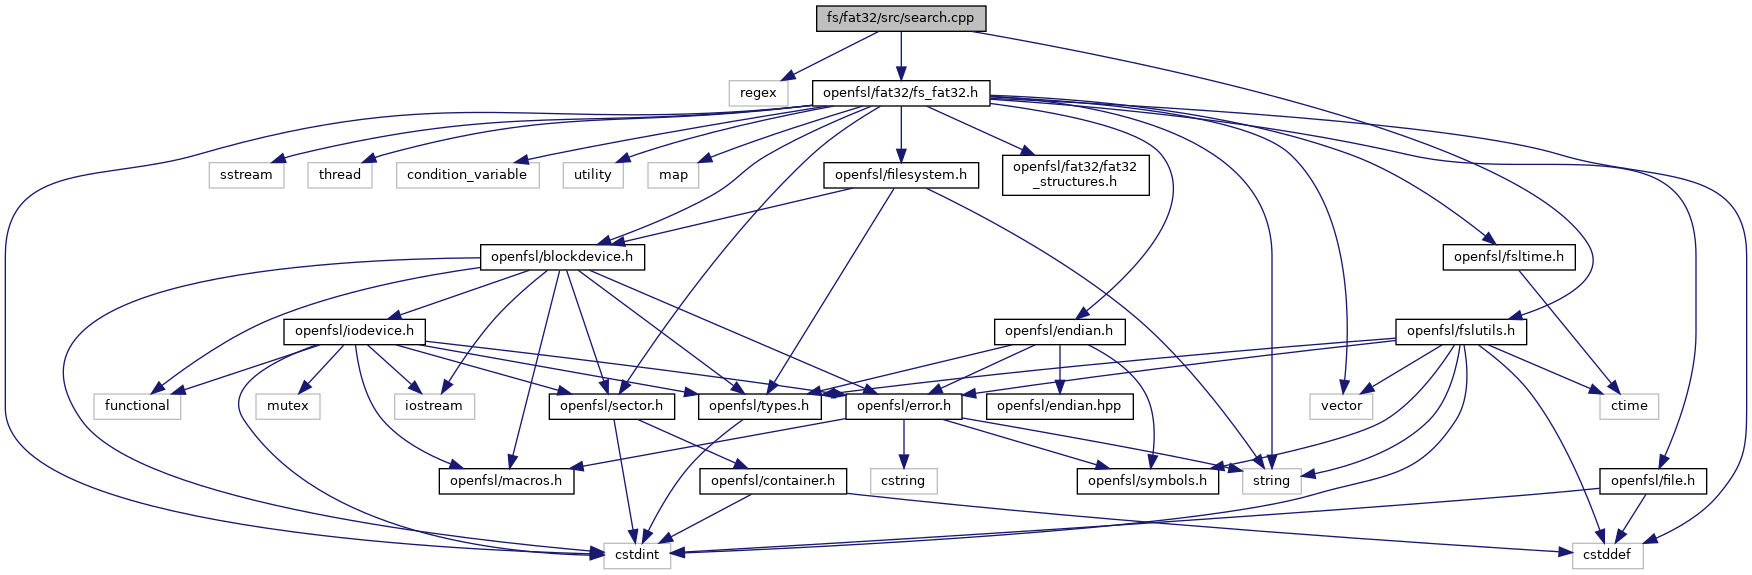 fs/fat32/src/search.cpp
regex
openfsl/fat32/fs_fat32.h
sstream
thread
condition_variable
utility
map
openfsl/filesystem.h
openfsl/fat32/fat32
_structures.h
openfsl/blockdevice.h
openfsl/fsltime.h
openfsl/iodevice.h
openfsl/endian.h
openfsl/fslutils.h
functional
mutex
iostream
openfsl/sector.h
openfsl/types.h
openfsl/error.h
openfsl/endian.hpp
vector
ctime
openfsl/macros.h
openfsl/container.h
cstring
openfsl/symbols.h
string
openfsl/file.h
cstdint
cstddef